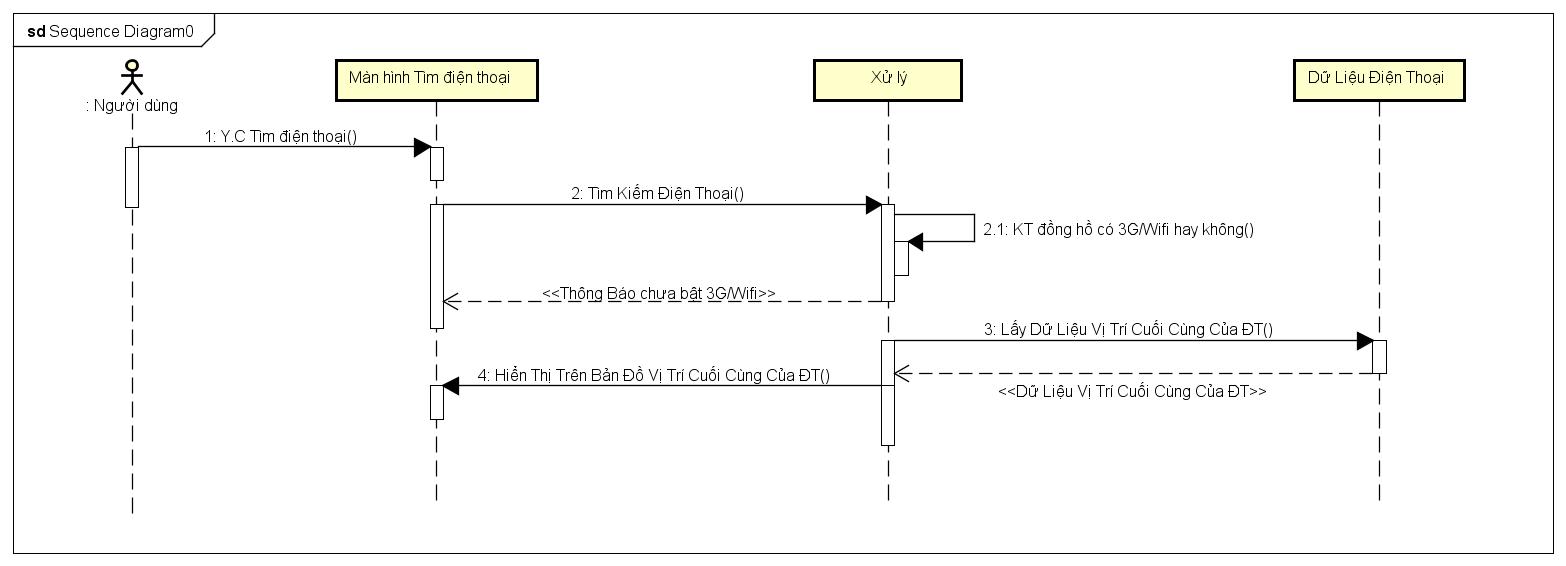 sd Sequence Diagram0
Màn hình Tìm điện thoại
Xử lý
Dữ Liệu Điện Thoại
: Người dùng
1: Y.C Tìm điện thoại()
2: Tìm Kiếm Điện Thoại()
2.1: KT đồng hồ có 3G/Wifi hay không()
<<Thông Báo chưa bật 3G/Wifi>>
3: Lấy Dữ Liệu Vị Trí Cuối Cùng Của ĐT()
4: Hiển Thị Trên Bản Đồ Vị Trí Cuối Cùng Của ĐT()
<<Dữ Liệu Vị Trí Cuối Cùng Của ĐT>>